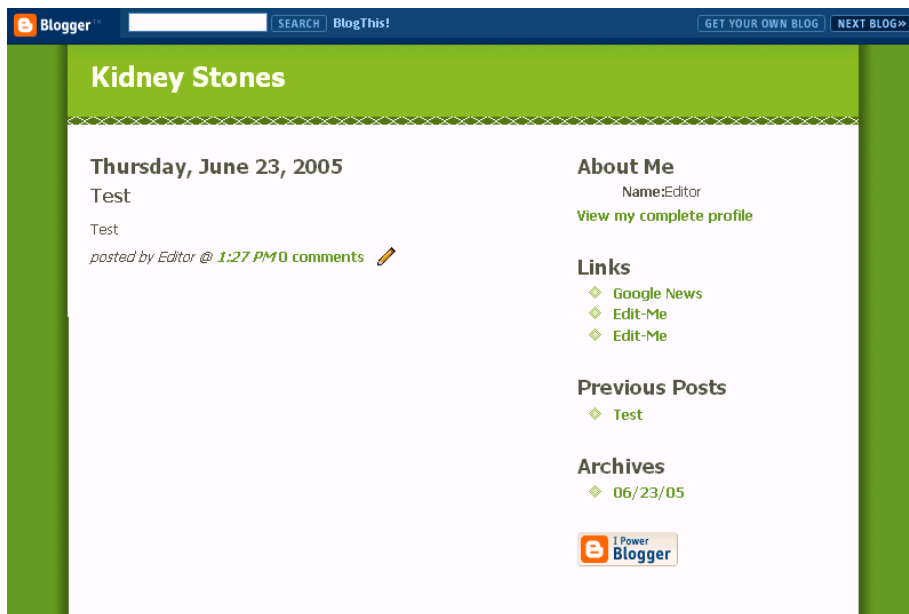 Blogger™ SEARCH BlogThis! GET YOUR OWN BLOG NEXT BLOG»
Kidney Stones
Thursday, June 23, 2005
Test
Test
posted by Editor @ 1:27 PM 0 comments
About Me
Name:Editor
View my complete profile
Links
Google News
Edit-Me
Edit-Me
Previous Posts
Test
Archives
06/23/05
I Power
Blogger